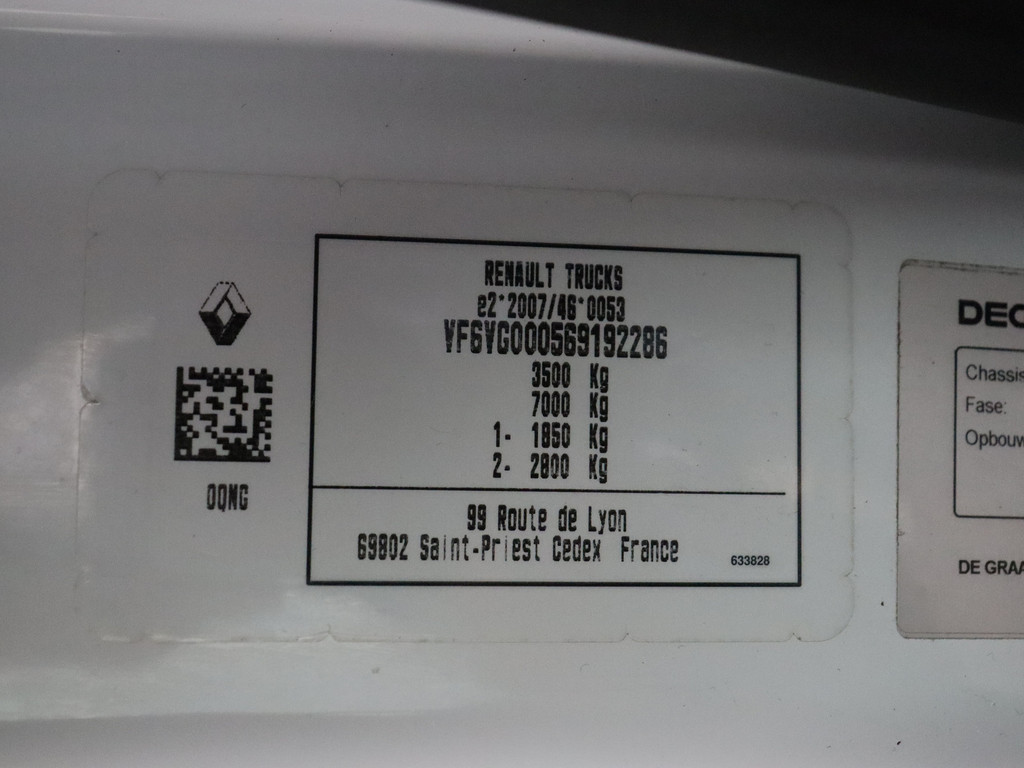 RENAULT TRUCKS
e2*2007/46*0053
VF6VG000569192286
3500 Kg
7000 Kg
1- 1850 Kg
2- 2800 Kg
99 Route de Lyon
69802 Saint-Priest Cedex France
633828
OQNG
DEC
Chassis
Fase:
Opbouw
DE GRAA